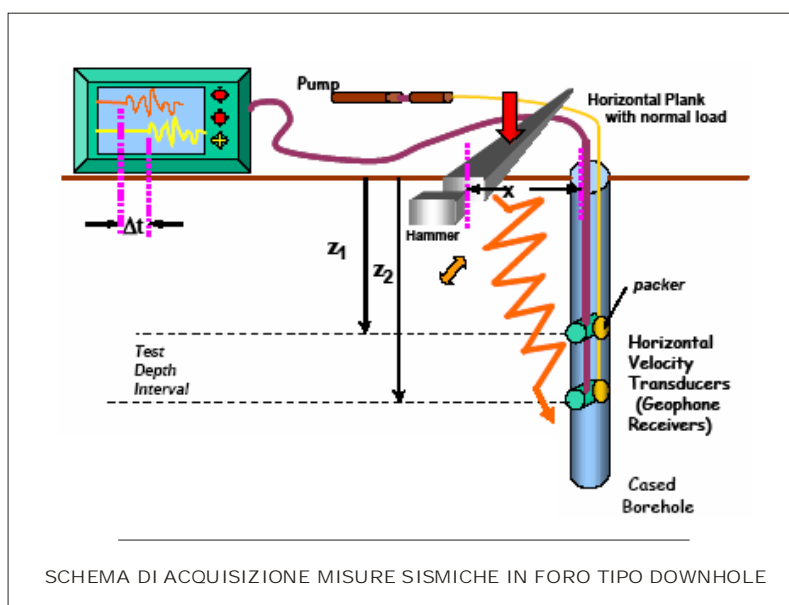 Pump
Horizontal Plank
with normal load
x
Δt
Hammer
z1
z2
packer
Test
Depth
Interval
Horizontal
Velocity
Transducers
(Geophone
Receivers)
Cased
Borehole
SCHEMA DI ACQUISIZIONE MISURE SISMICHE IN FORO TIPO DOWNHOLE